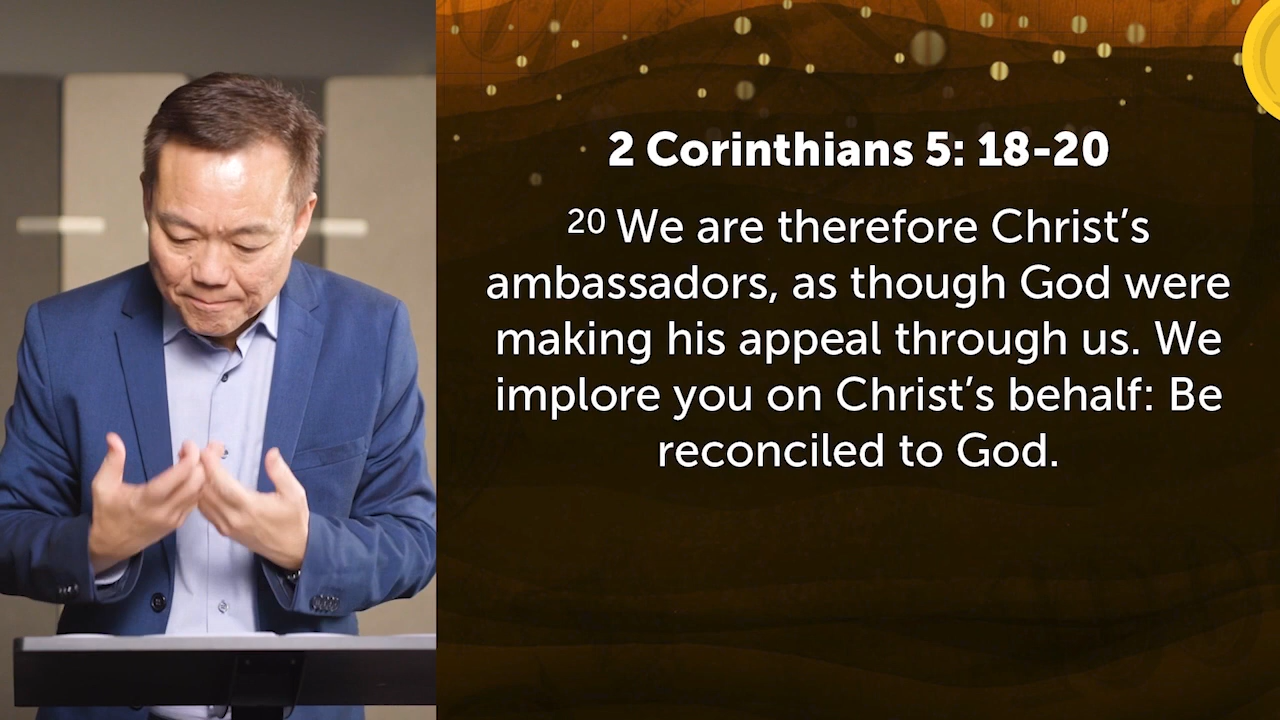 2 Corinthians 5: 18-20
20 We are therefore Christ’s
ambassadors, as though God were
making his appeal through us. We
implore you on Christ’s behalf: Be
reconciled to God.